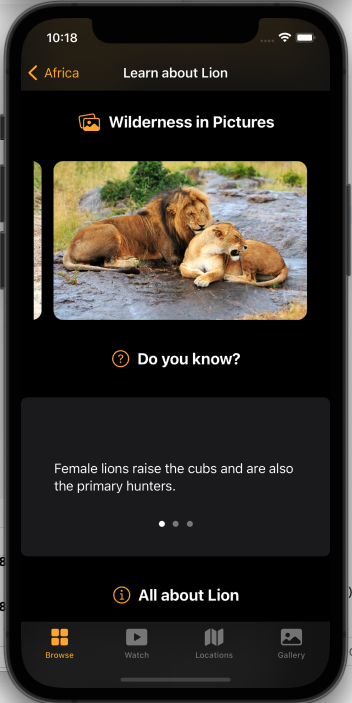 10:18
Africa
Learn about Lion
Wilderness in Pictures
Do you know?
Female lions raise the cubs and are also
the primary hunters.
All about Lion
Browse
Watch
Locations
Gallery